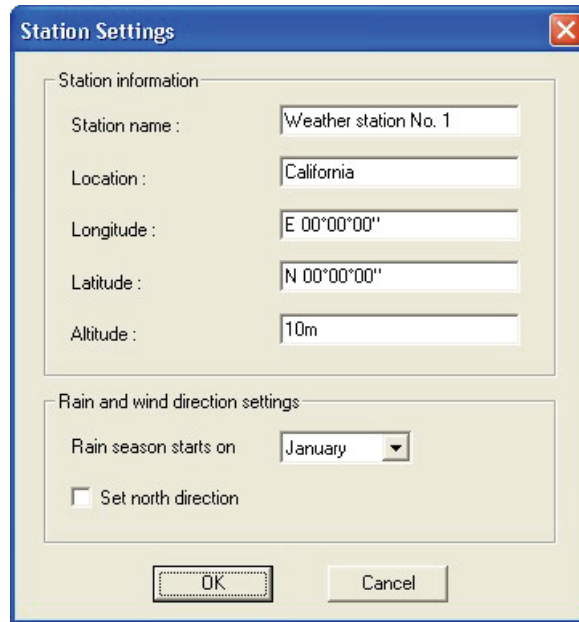 Station Settings
Station information
Station name : Weather station No. 1
Location : California
Longitude : E 00°00'00''
Latitude : N 00°00'00''
Altitude : 10m
Rain and wind direction settings
Rain season starts on January
Set north direction
OK Cancel